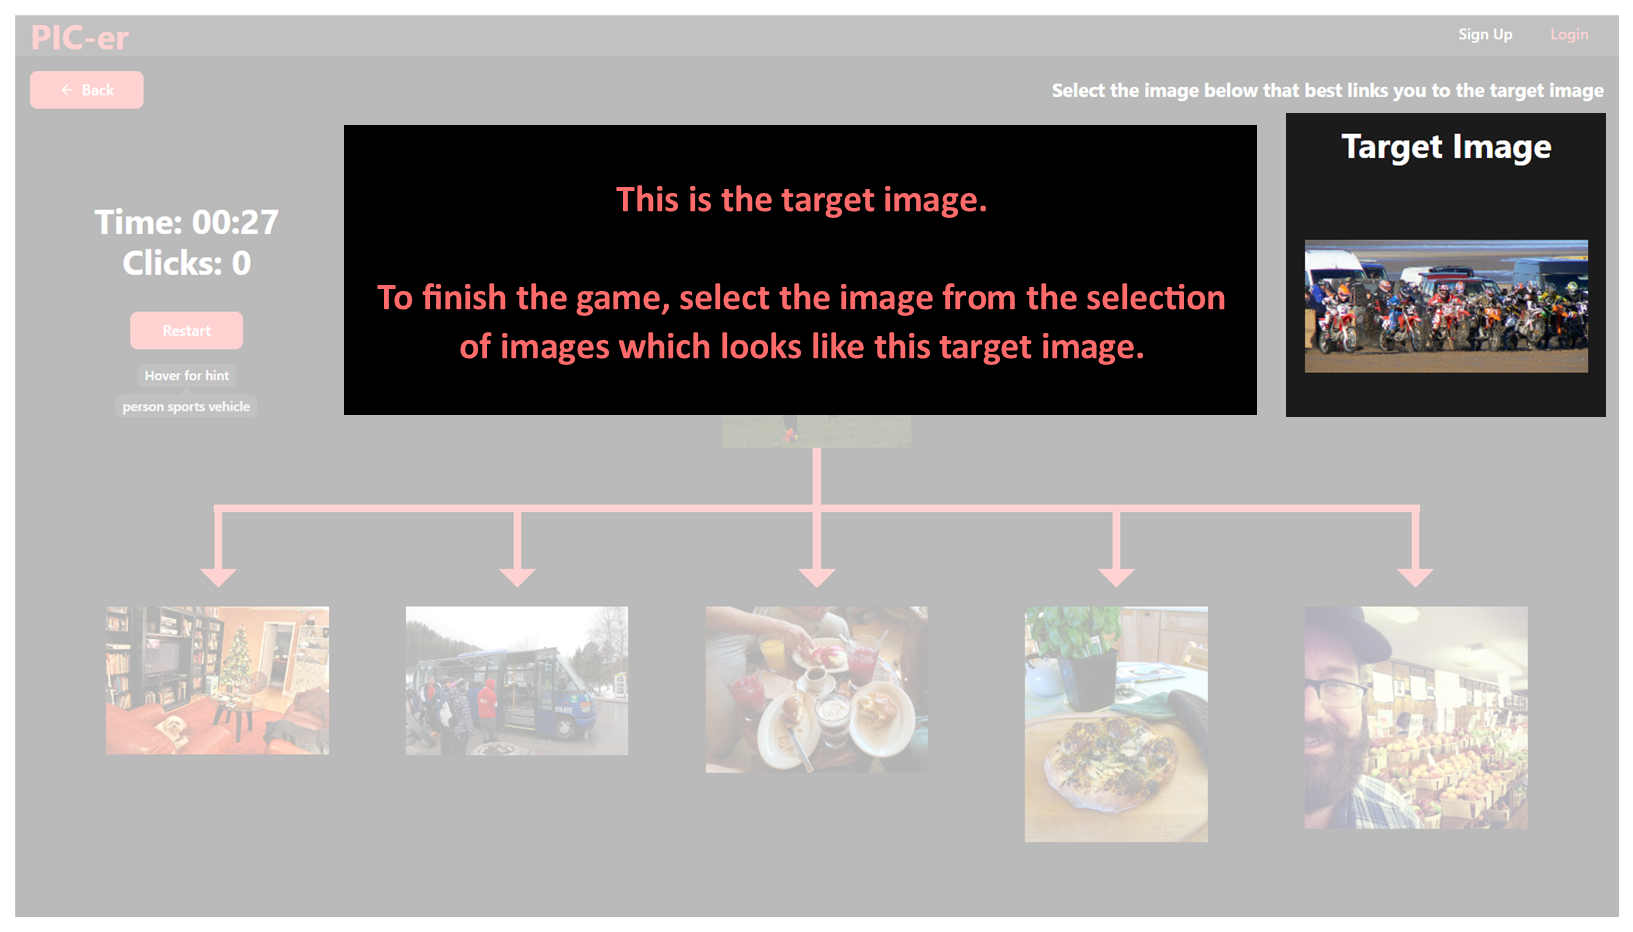 PIC-er
Sign Up
Login
← Back
Select the image below that best links you to the target image
Target Image
This is the target image.
To finish the game, select the image from the selection
of images which looks like this target image.
Time: 00:27
Clicks: 0
Restart
Hover for hint
person sports vehicle